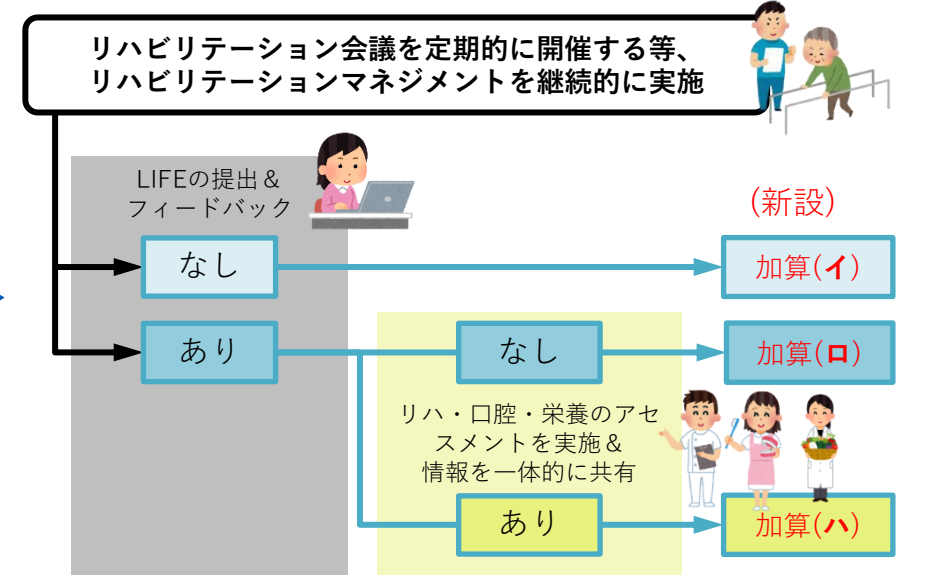 リハビリテーション会議を定期的に開催する等、
リハビリテーションマネジメントを継続的に実施
LIFEの提出＆
フィードバック
(新設)
なし
加算(イ)
あり
なし
加算(ロ)
リハ・口腔・栄養のアセ
スメントを実施＆
情報を一体的に共有
あり
加算(ハ)